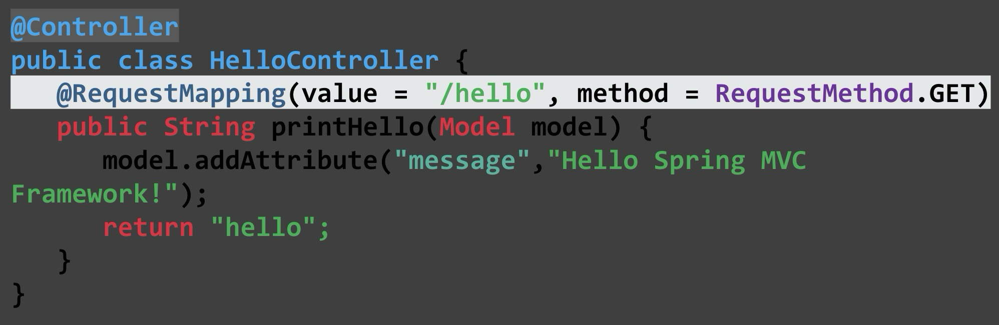 @Controller
public class HelloController {
   @RequestMapping(value = "/hello", method = RequestMethod.GET)
   public String printHello(Model model) {
      model.addAttribute("message","Hello Spring MVC
Framework!");
      return "hello";
   }
}